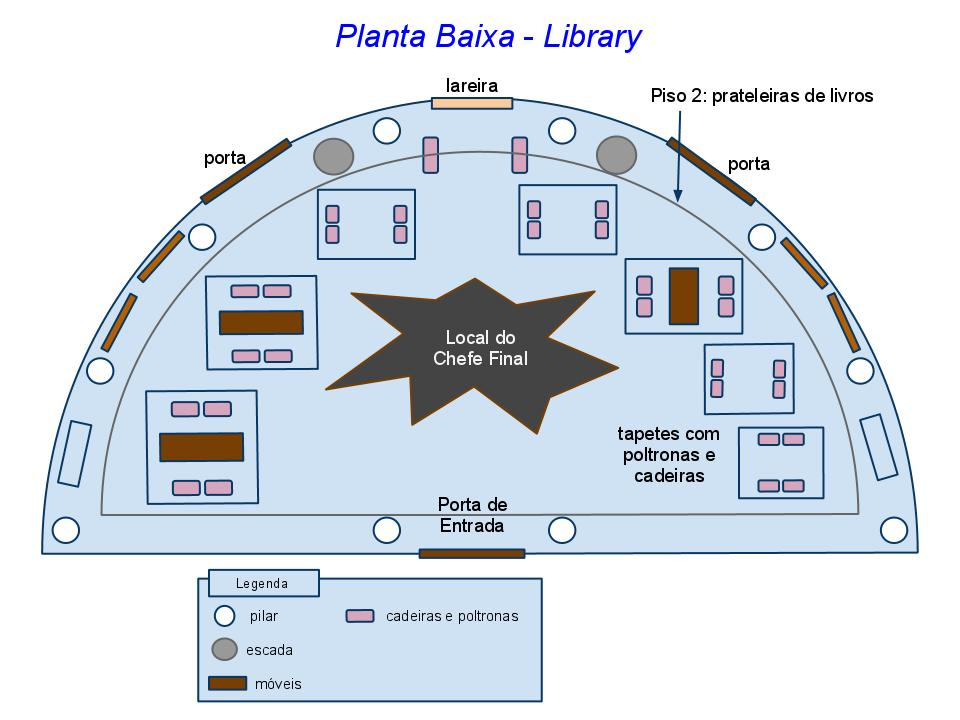 Planta Baixa - Library
lareira
Piso 2: prateleiras de livros
porta
porta
Local do
Chefe Final
tapetes com
poltronas e
cadeiras
Porta de
Entrada
Legenda
pilar
cadeiras e poltronas
escada
móveis